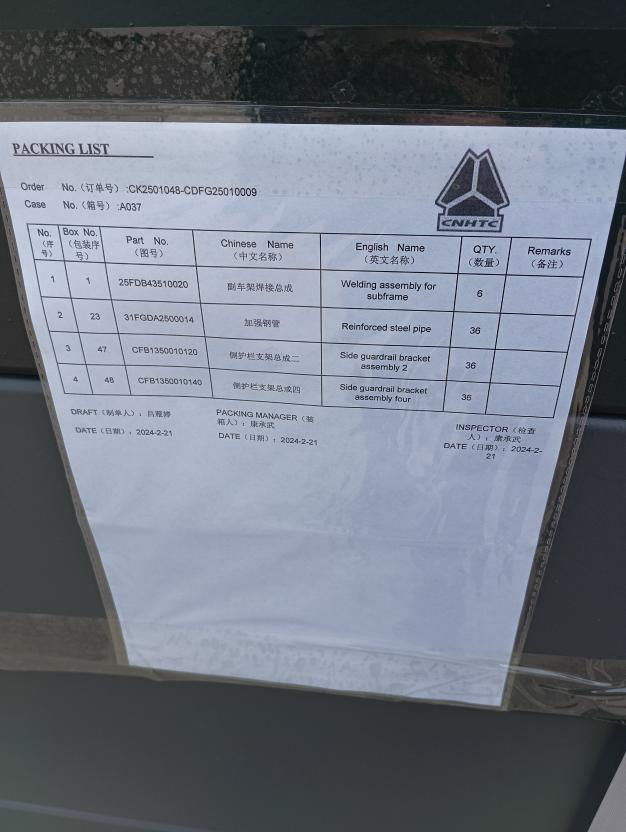 PACKING LIST
CNHTC
Order No.(订单号) :CK2501048-CDFG25010009
Case No.(箱号) :A037
No.(序号) Box No.(包装序号) Part No.(图号) Chinese Name(中文名称) English Name(英文名称) QTY.(数量) Remarks(备注)
1 1 25FDB43510020 副车架焊接总成 Welding assembly for subframe 6
2 23 31FGDA2500014 加强钢管 Reinforced steel pipe 36
3 47 CFB1350010120 侧护栏支架总成二 Side guardrail bracket assembly 2 36
4 48 CFB1350010140 侧护栏支架总成四 Side guardrail bracket assembly four 36
DRAFT(制单人):吕 婷 PACKING MANAGER(装箱人):康承武 INSPECTOR(检查人):康承武
DATE(日期):2024-2-21 DATE(日期):2024-2-21 DATE(日期):2024-2-21